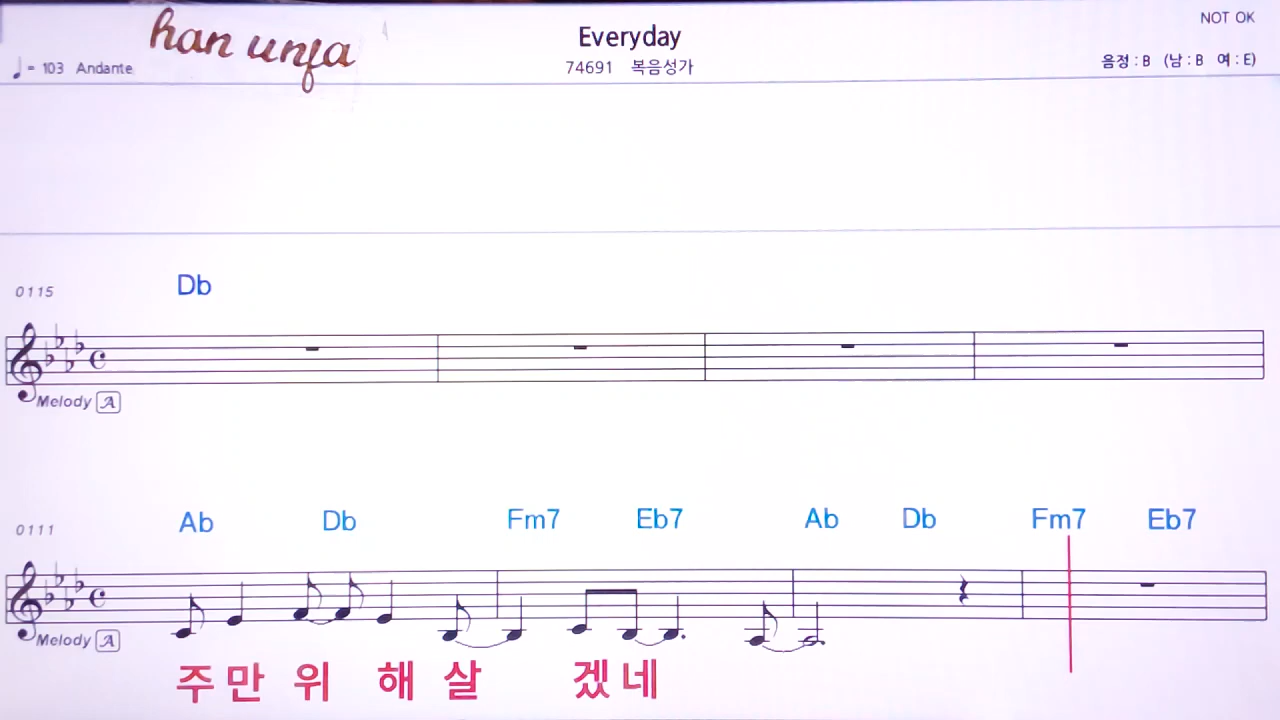 han unja
Everyday
NOT OK
♩= 103 Andante
74691 복음성가
음정 : B (남 : B 여 : E)
0115
Db
Melody A
0111
Ab Db Fm7 Eb7 Ab Db Fm7 Eb7
Melody A
주만 위 해 살 겠네